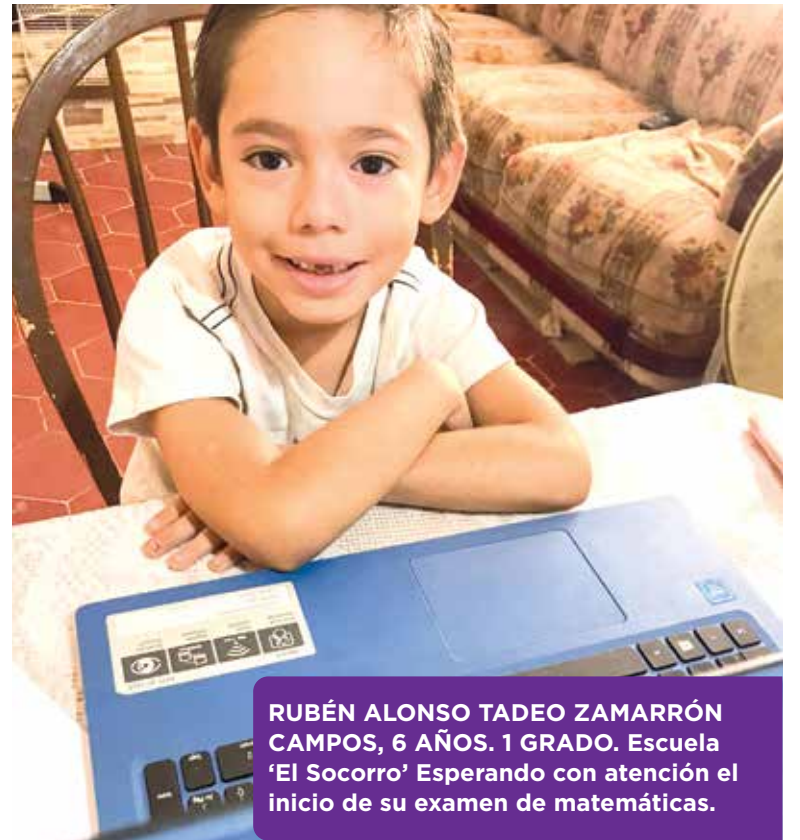 RUBÉN ALONSO TADEO ZAMARRÓN
CAMPOS, 6 AÑOS. 1 GRADO. Escuela
‘El Socorro’ Esperando con atención el
inicio de su examen de matemáticas.